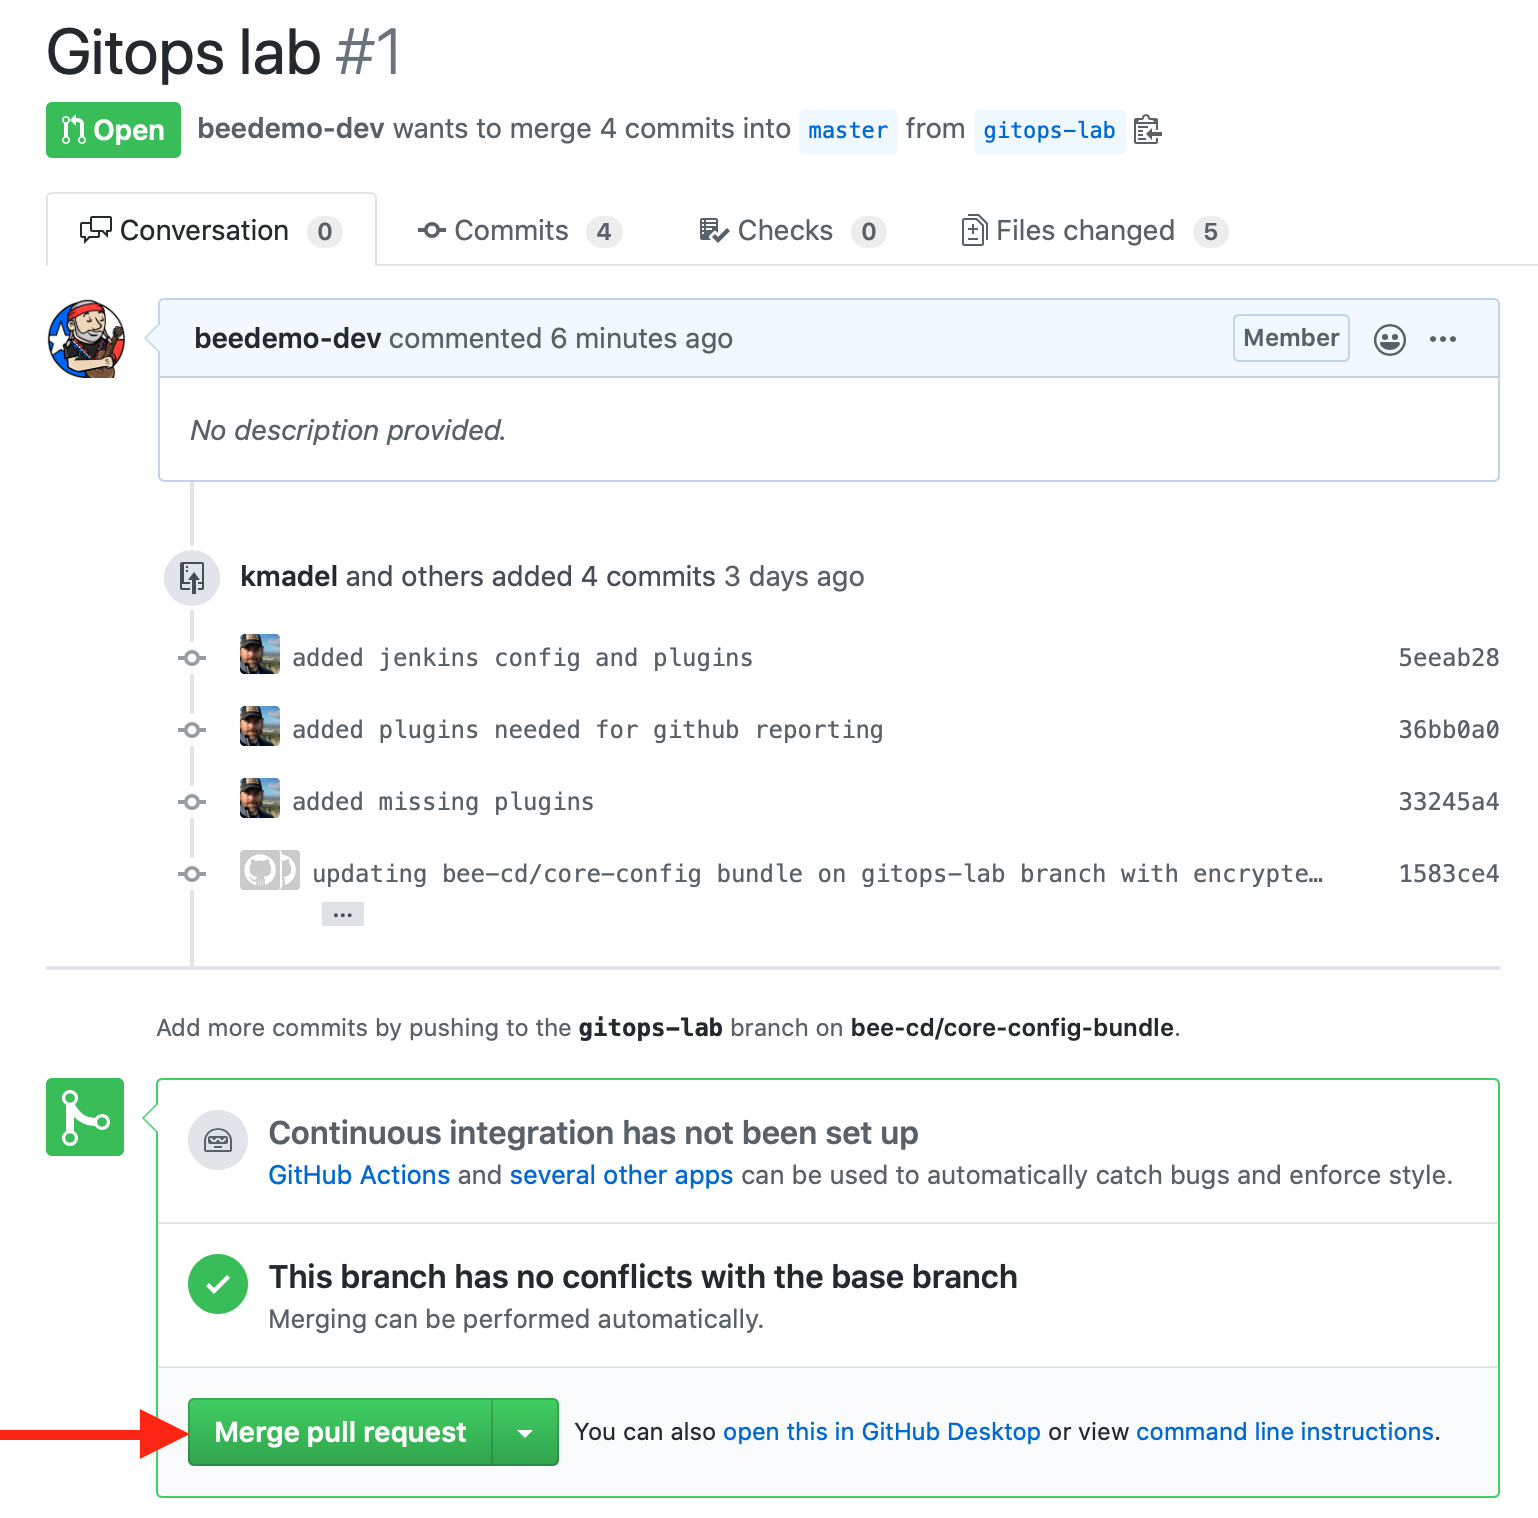 Gitops lab #1
Open beedemo-dev wants to merge 4 commits into master from gitops-lab
Conversation 0 Commits 4 Checks 0 Files changed 5
beedemo-dev commented 6 minutes ago Member
No description provided.
kmadel and others added 4 commits 3 days ago
added jenkins config and plugins 5eeab28
added plugins needed for github reporting 36bb0a0
added missing plugins 33245a4
updating bee-cd/core-config bundle on gitops-lab branch with encrypte… 1583ce4
…
Add more commits by pushing to the gitops-lab branch on bee-cd/core-config-bundle.
Continuous integration has not been set up
GitHub Actions and several other apps can be used to automatically catch bugs and enforce style.
This branch has no conflicts with the base branch
Merging can be performed automatically.
Merge pull request You can also open this in GitHub Desktop or view command line instructions.